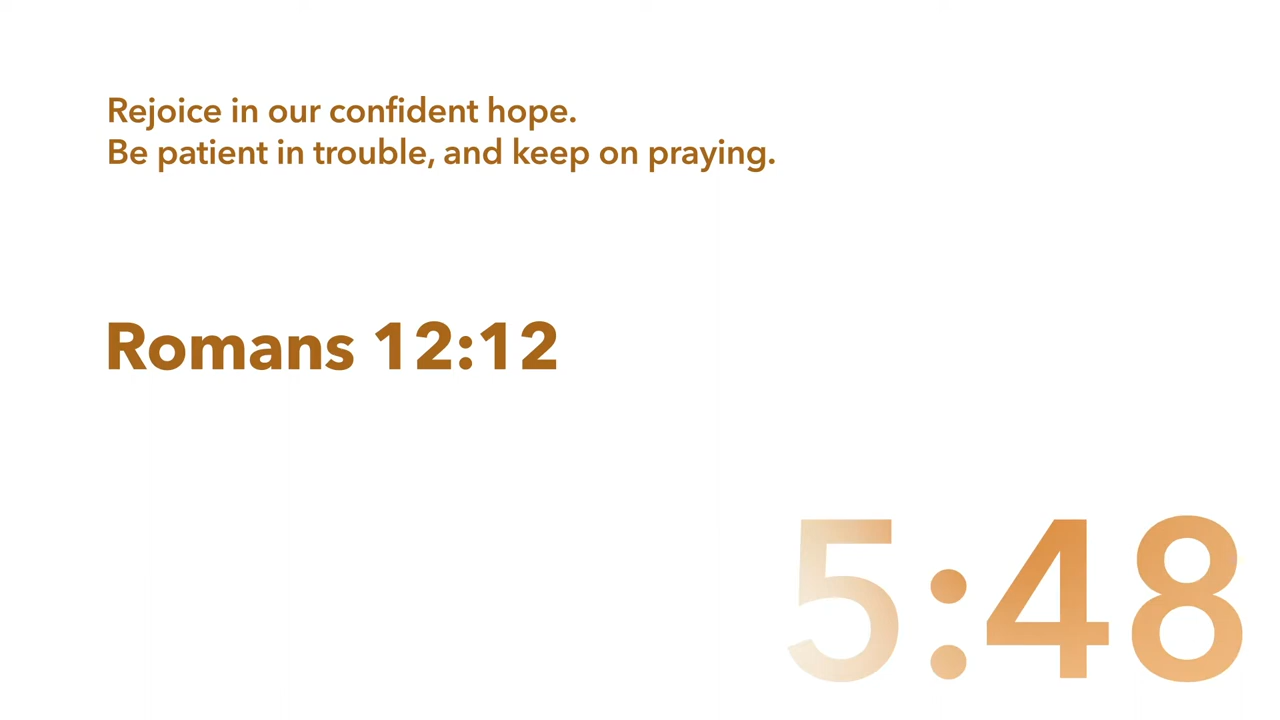 Rejoice in our confident hope.
Be patient in trouble, and keep on praying.
Romans 12:12
5:48